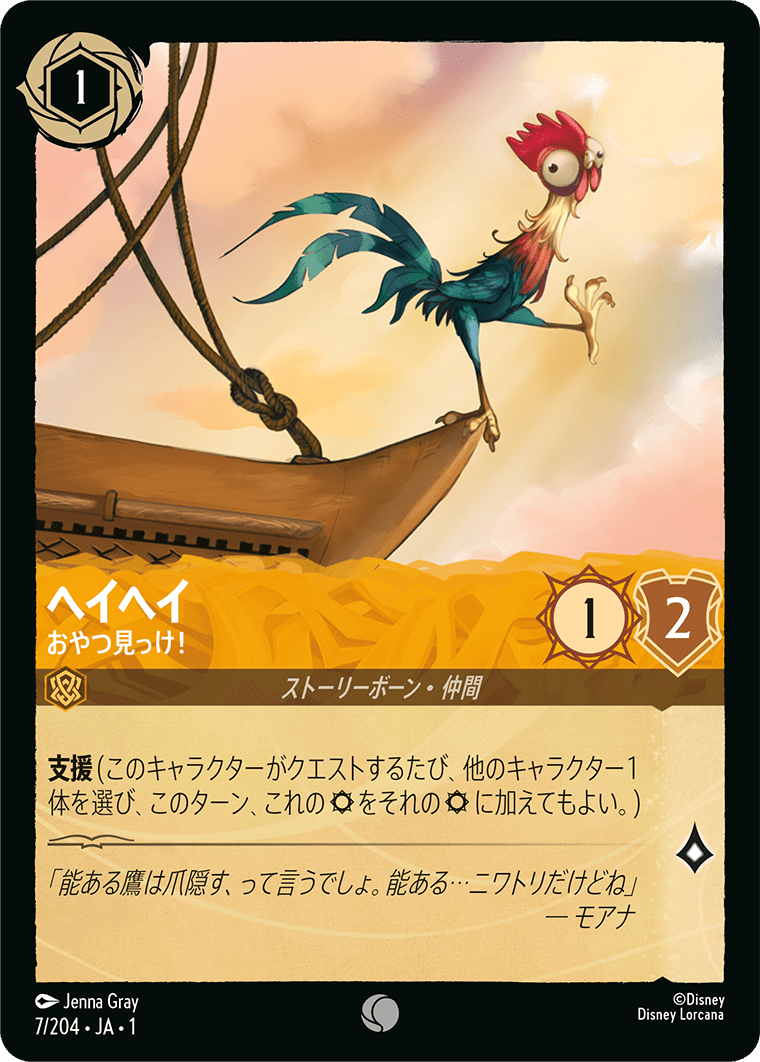 1
ヘイヘイ
おやつ見っけ!
1
2
ストーリーボーン・仲間
支援(このキャラクターがクエストするたび、他のキャラクター1
体を選び、このターン、これの をそれの に加えてもよい。)
「能ある鷹は爪隠す、って言うでしょ。能ある…ニワトリだけどね」
— モアナ
Jenna Gray
7/204・JA・1
©Disney
Disney Lorcana